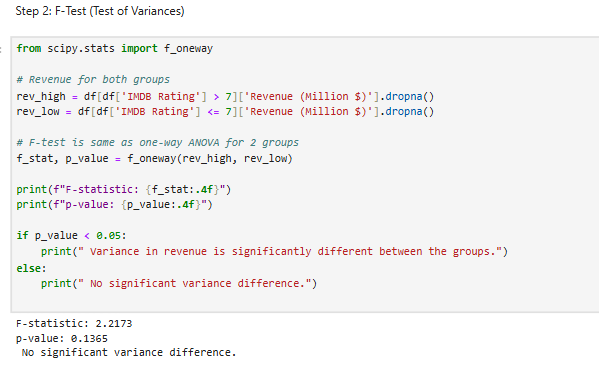 Step 2: F-Test (Test of Variances)
from scipy.stats import f_oneway
# Revenue for both groups
rev_high = df[df['IMDB Rating'] > 7]['Revenue (Million $)'].dropna()
rev_low = df[df['IMDB Rating'] <= 7]['Revenue (Million $)'].dropna()
# F-test is same as one-way ANOVA for 2 groups
f_stat, p_value = f_oneway(rev_high, rev_low)
print(f"F-statistic: {f_stat:.4f}")
print(f"p-value: {p_value:.4f}")
if p_value < 0.05:
    print(" Variance in revenue is significantly different between the groups.")
else:
    print(" No significant variance difference.")
F-statistic: 2.2173
p-value: 0.1365
 No significant variance difference.